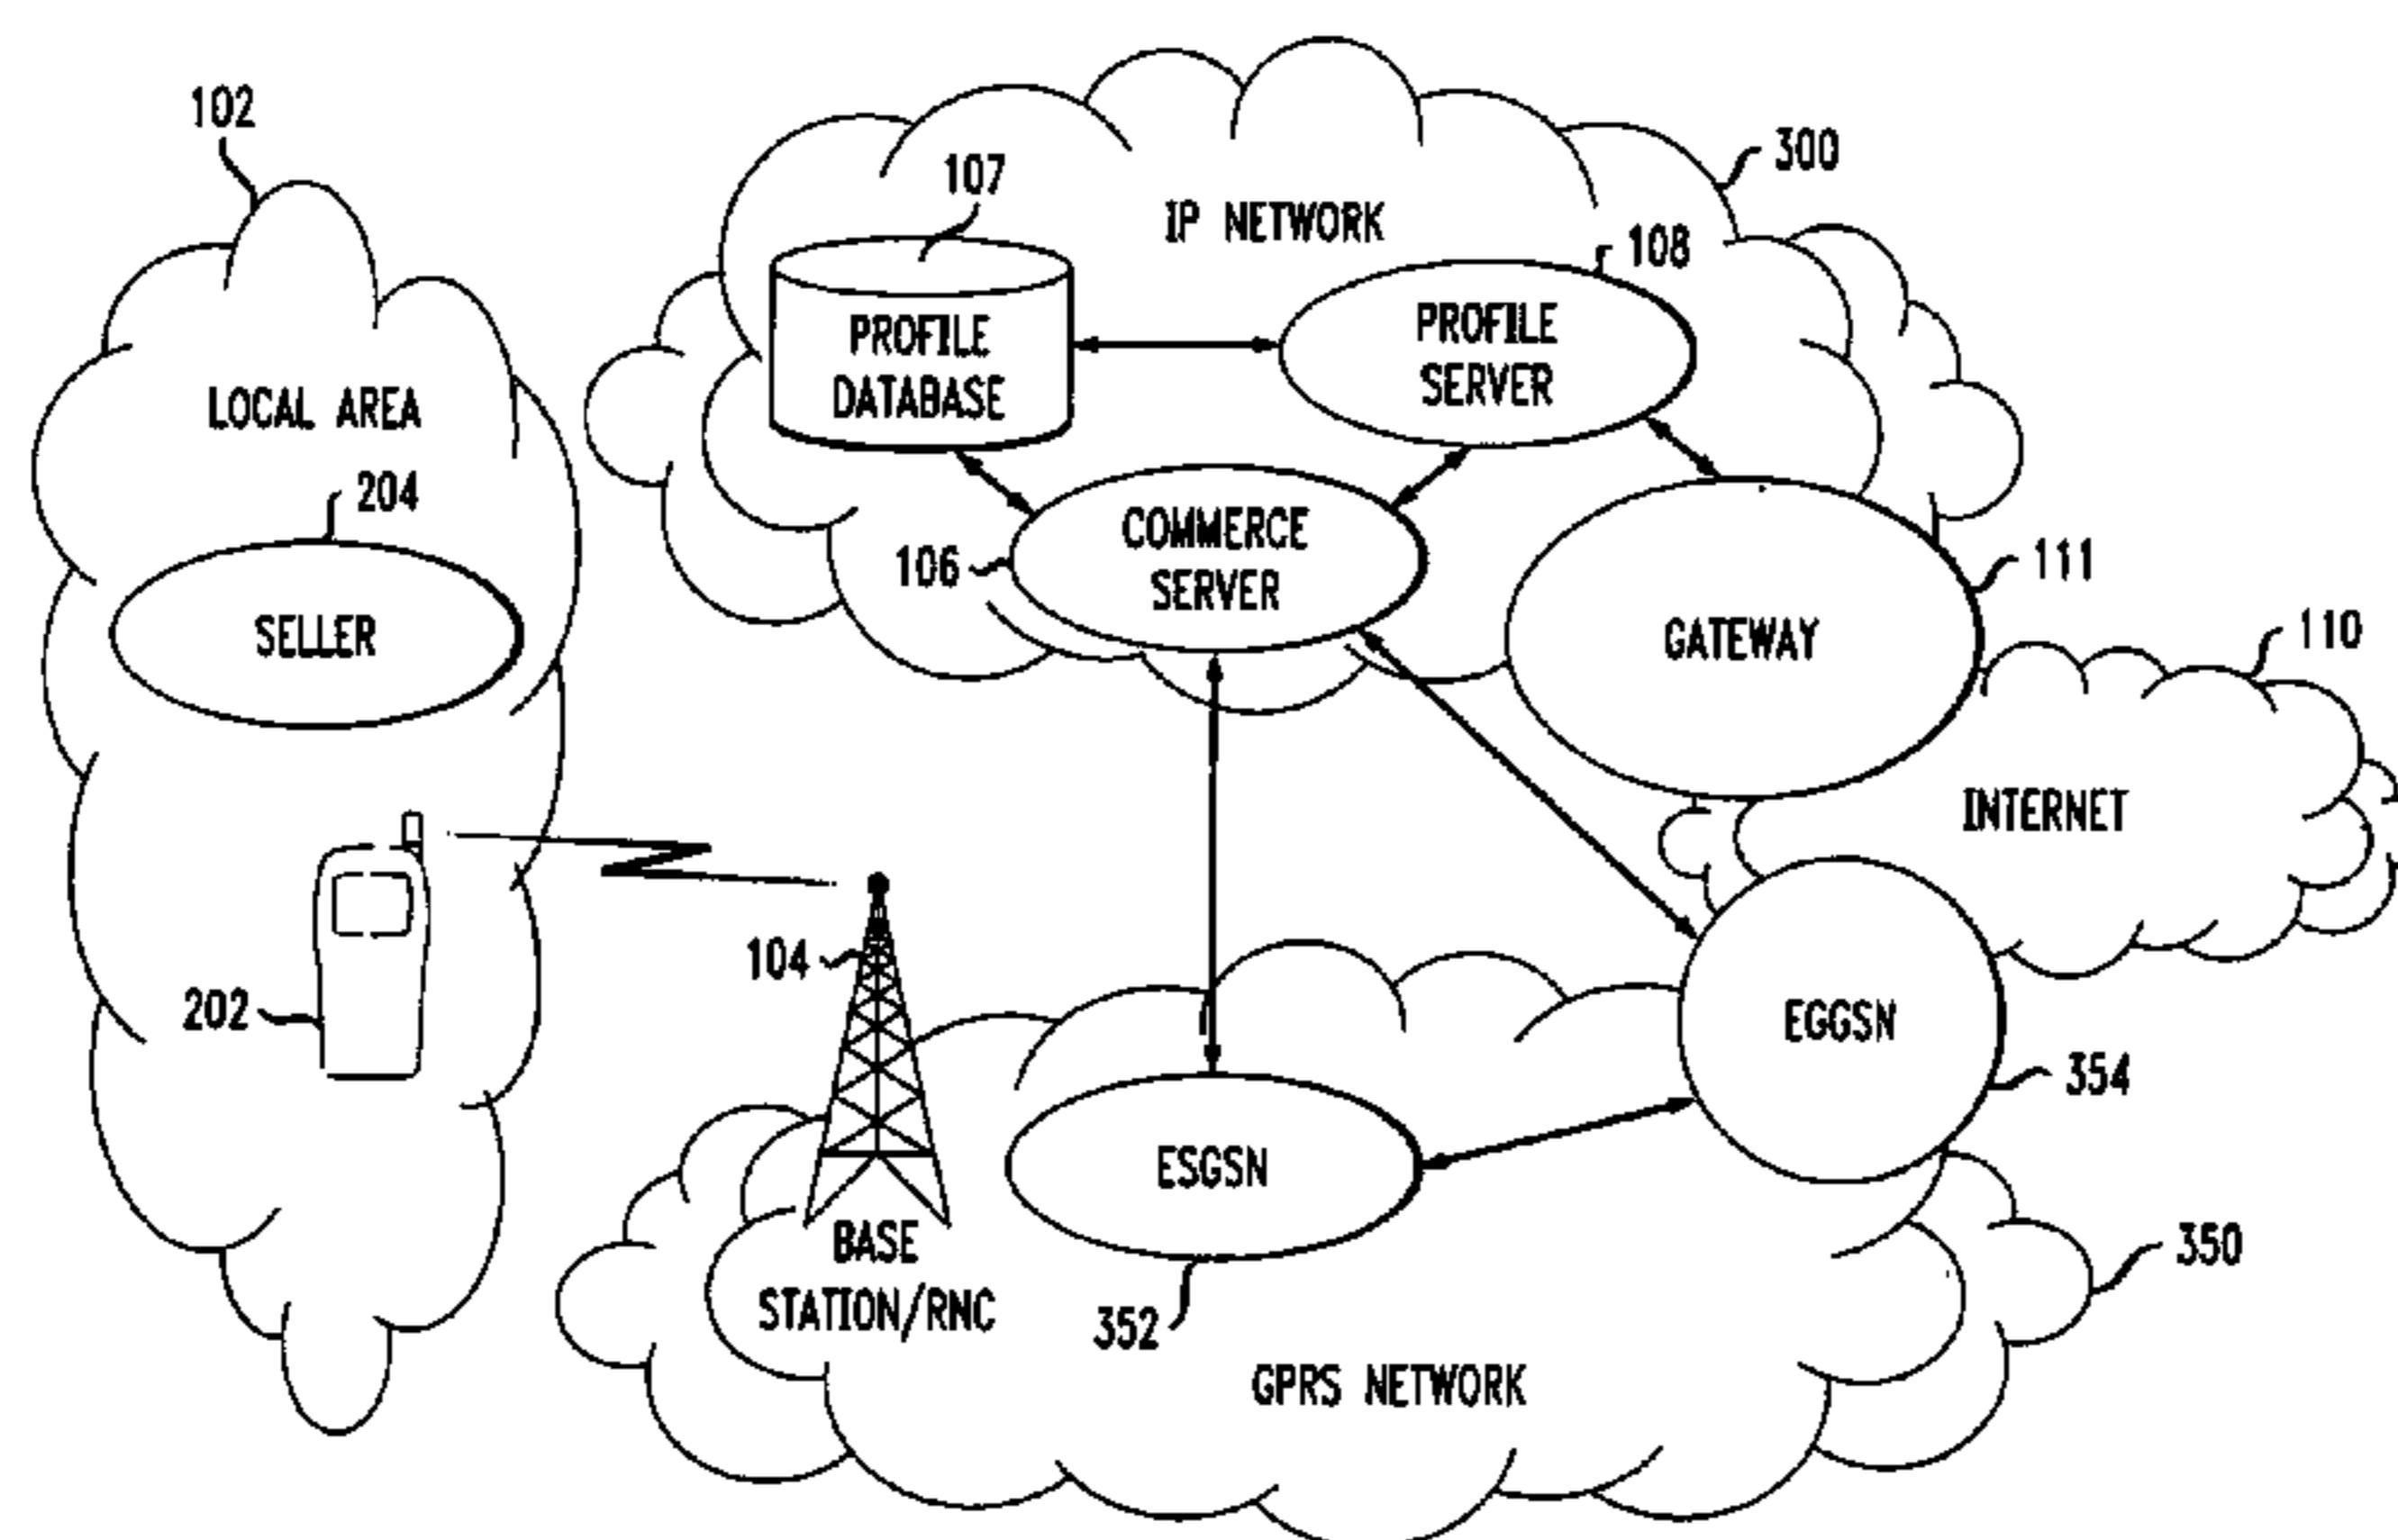 102
107
300
IP NETWORK
108
PROFILE
DATABASE
PROFILE
SERVER
LOCAL AREA
204
COMMERCE
SERVER
106
111
SELLER
GATEWAY
110
INTERNET
104
202
EGGSN
354
ESGSN
BASE
STATION/RNC
352
350
GPRS NETWORK